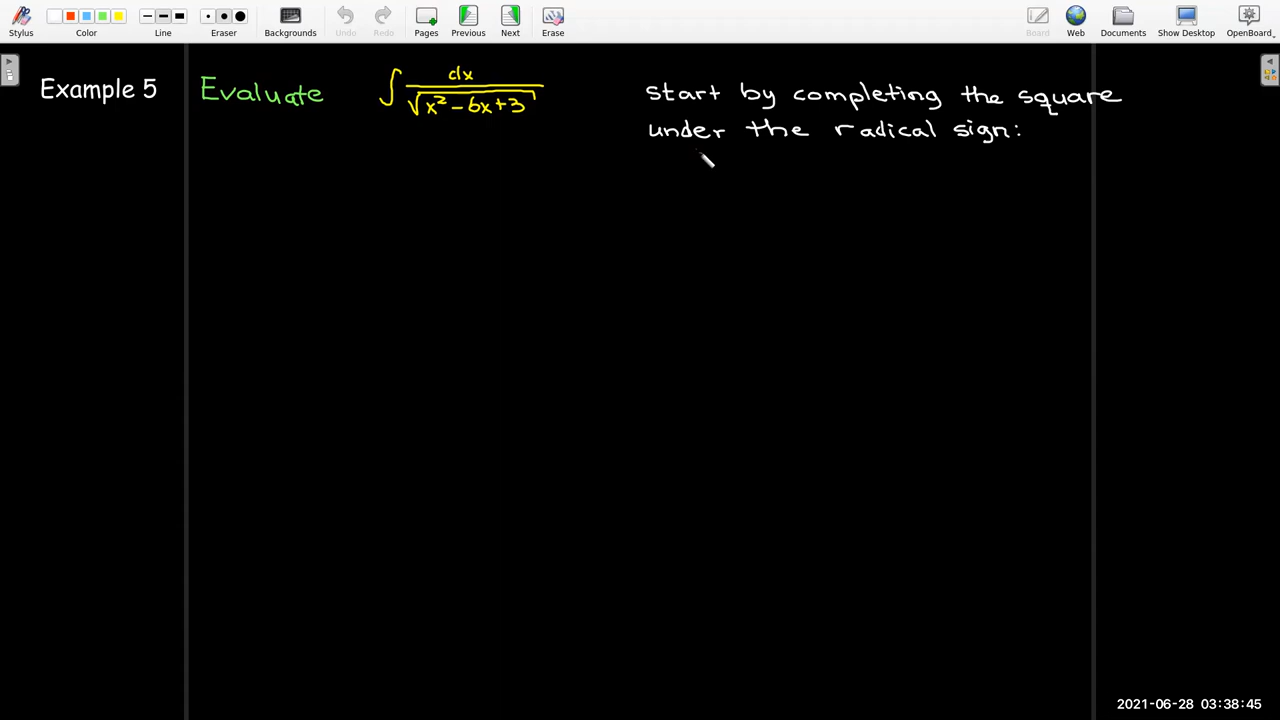 Stylus Color Line Eraser Backgrounds Undo Redo Pages Previous Next Erase Board Web Documents Show Desktop OpenBoard
Example 5 Evaluate ∫ dx / √(x² - 6x + 3) start by completing the square
under the radical sign:
2021-06-28 03:38:45